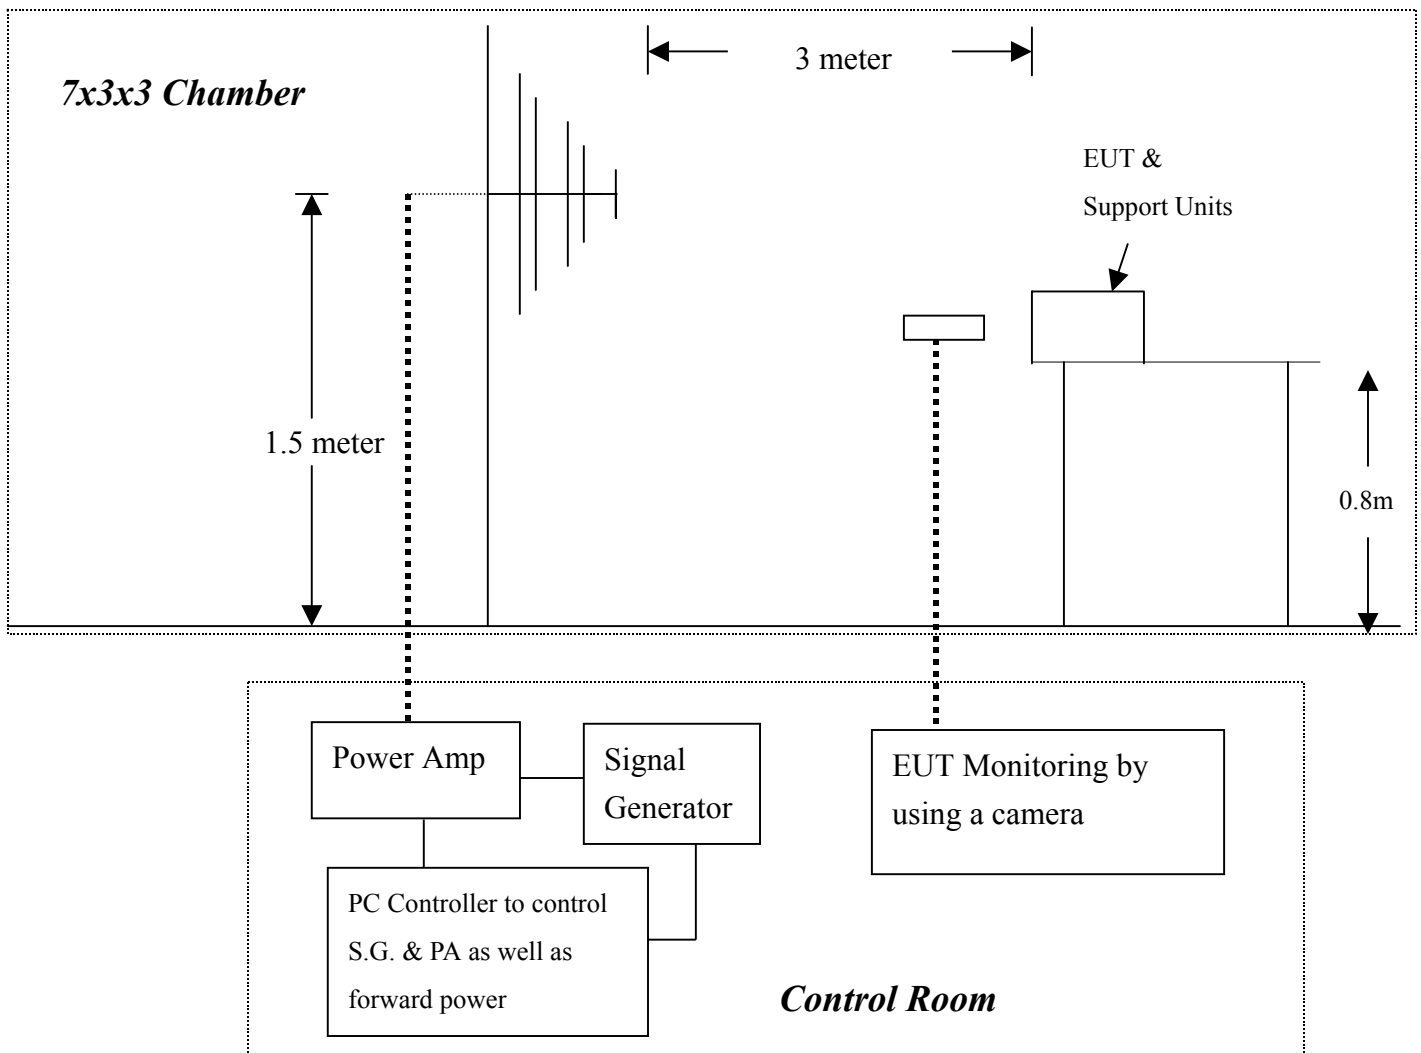 3 meter
7x3x3 Chamber
EUT &
Support Units
1.5 meter
0.8m
Power Amp
Signal
Generator
EUT Monitoring by
using a camera
PC Controller to control
S.G. & PA as well as
forward power
Control Room